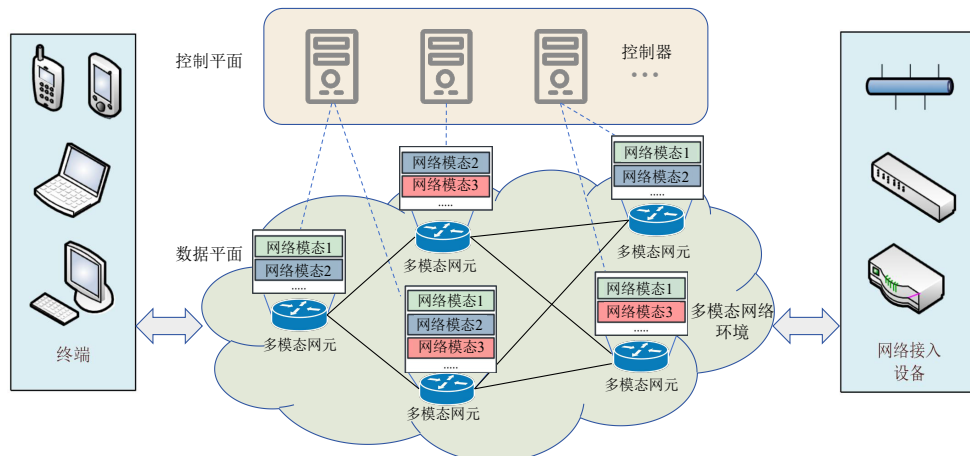 控制平面
控制器
...
网络模态2
网络模态3
.....
多模态网元
网络模态1
网络模态2
.....
多模态网元
数据平面
网络模态1
网络模态2
.....
多模态网元
网络模态1
网络模态2
网络模态3
.....
多模态网元
网络模态1
网络模态3
.....
多模态网元
多模态网络
环境
终端
网络接入
设备